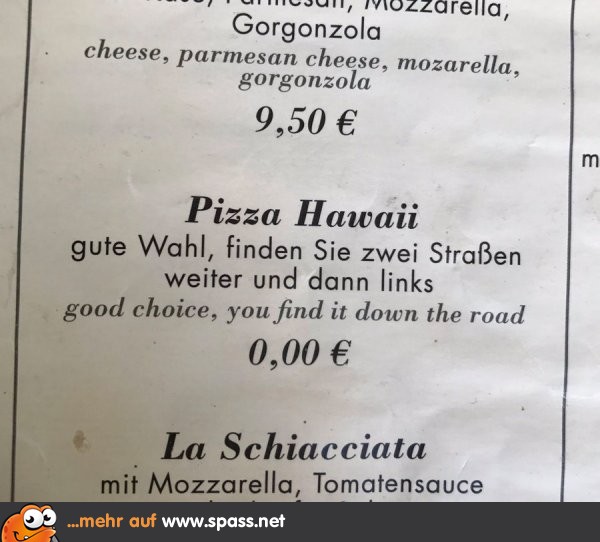 Parmesan, Mozzarella,
Gorgonzola
cheese, parmesan cheese, mozarella,
gorgonzola
9,50 €
m
Pizza Hawaii
gute Wahl, finden Sie zwei Straßen
weiter und dann links
good choice, you find it down the road
0,00 €
La Schiacciata
mit Mozzarella, Tomatensauce
...mehr auf www.spass.net